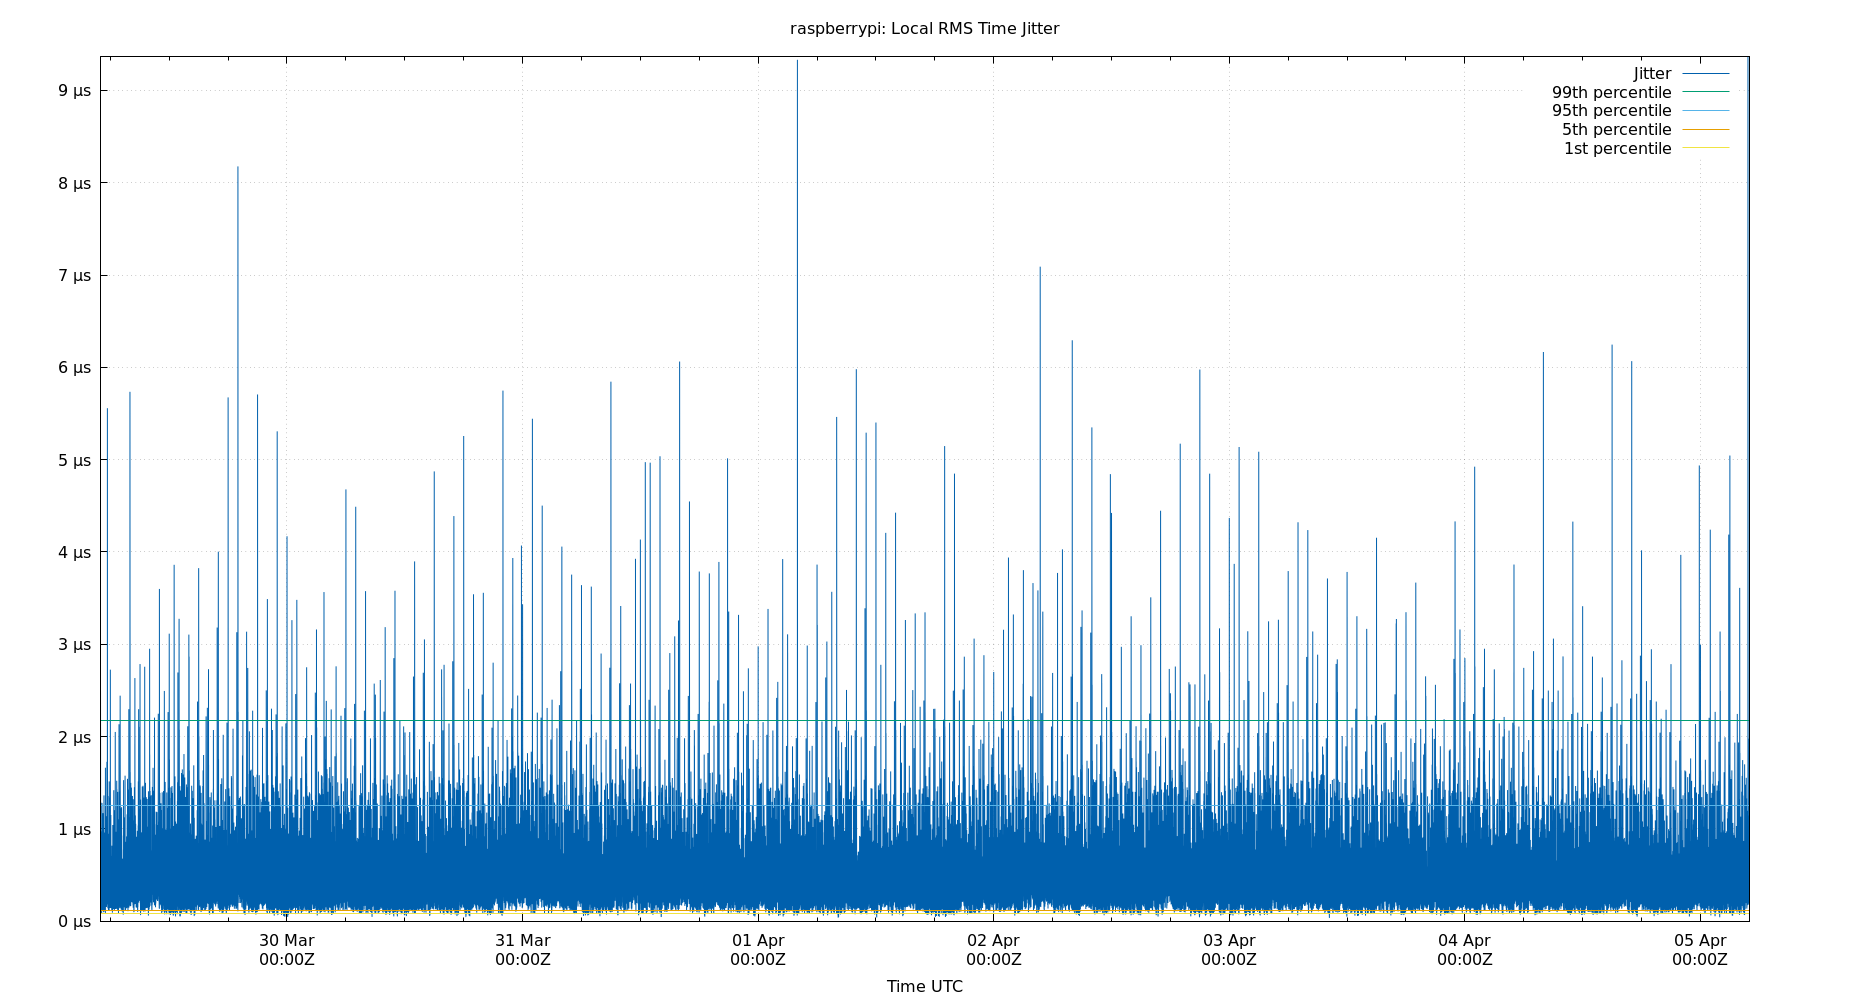 raspberrypi: Local RMS Time Jitter
Jitter
99th percentile
95th percentile
5th percentile
1st percentile
9 µs
8 µs
7 µs
6 µs
5 µs
4 µs
3 µs
2 µs
1 µs
0 µs
30 Mar 31 Mar 01 Apr 02 Apr 03 Apr 04 Apr 05 Apr
00:00Z 00:00Z 00:00Z 00:00Z 00:00Z 00:00Z 00:00Z
Time UTC